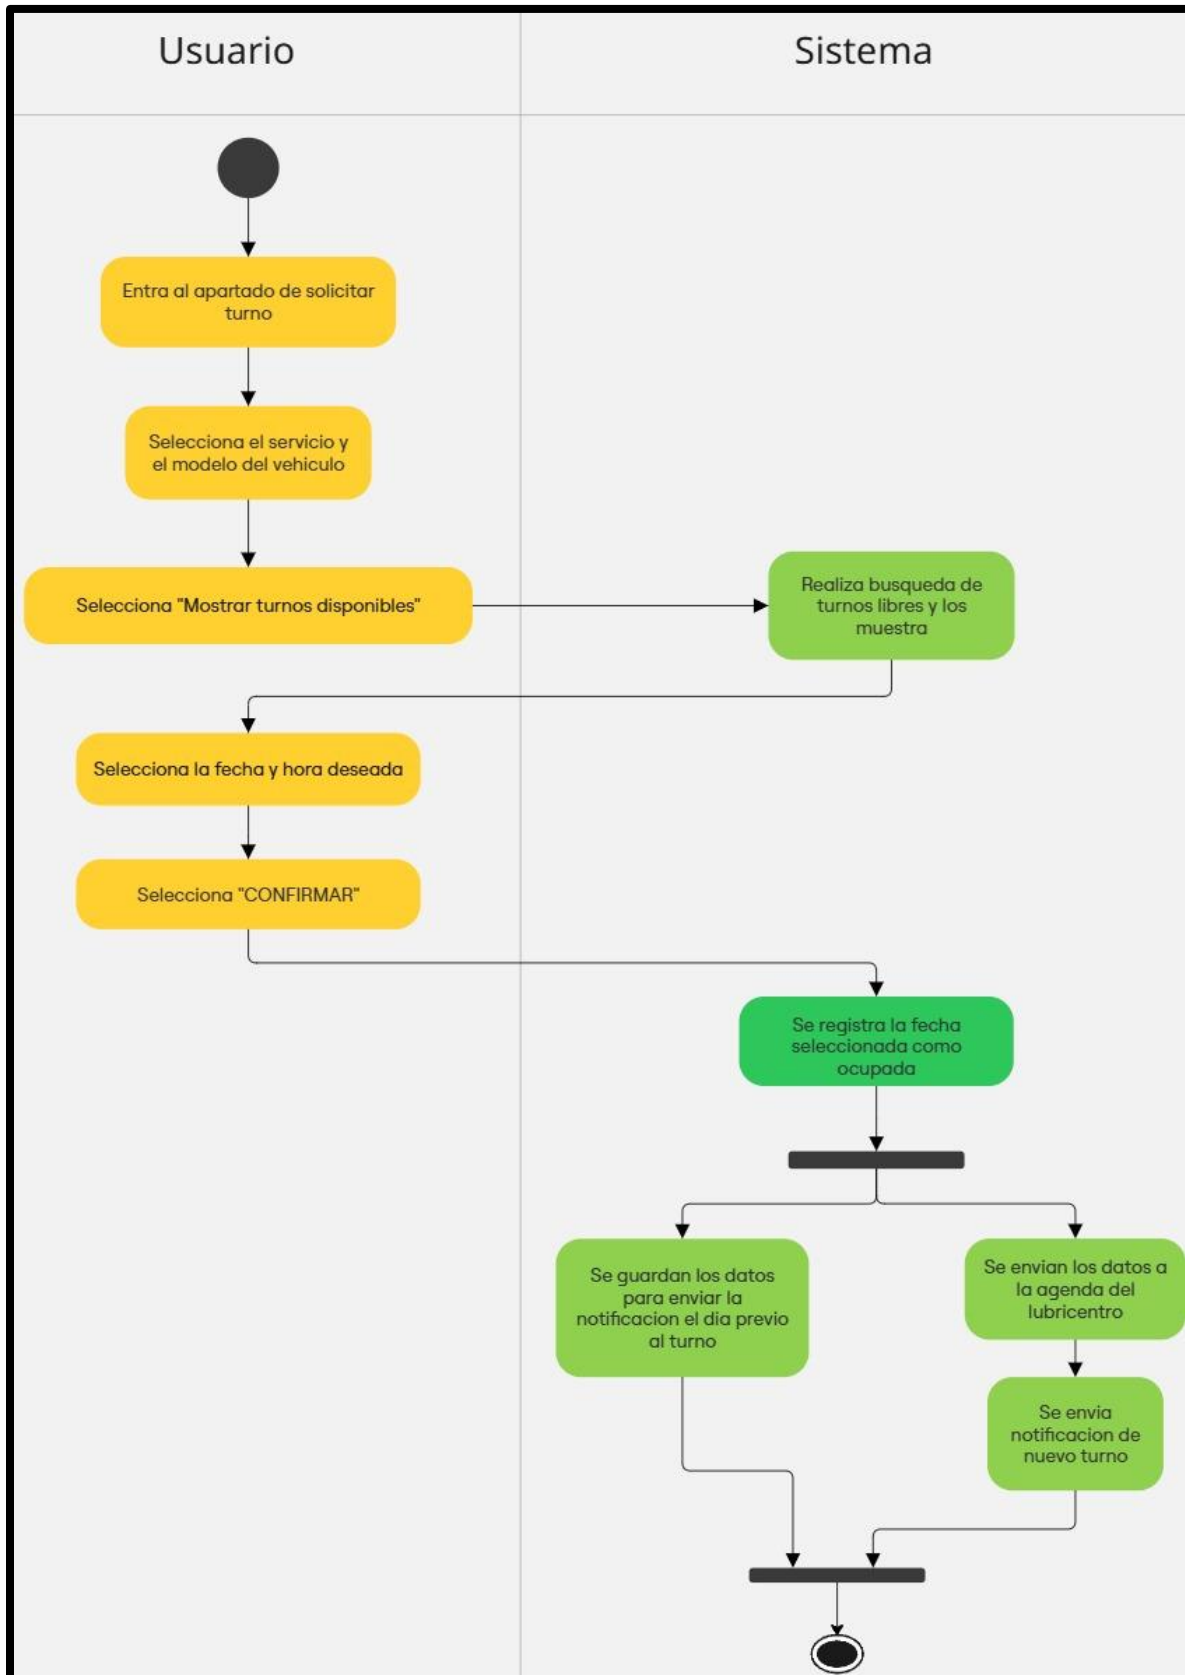 Usuario
Sistema
Entra al apartado de solicitar
turno
Selecciona el servicio y
el modelo del vehiculo
Selecciona "Mostrar turnos disponibles"
Realiza busqueda de
turnos libres y los
muestra
Selecciona la fecha y hora deseada
Selecciona "CONFIRMAR"
Se registra la fecha
seleccionada como
ocupada
Se guardan los datos
para enviar la
notificacion el dia previo
al turno
Se envian los datos a
la agenda del
lubricentro
Se envia
notificacion de
nuevo turno